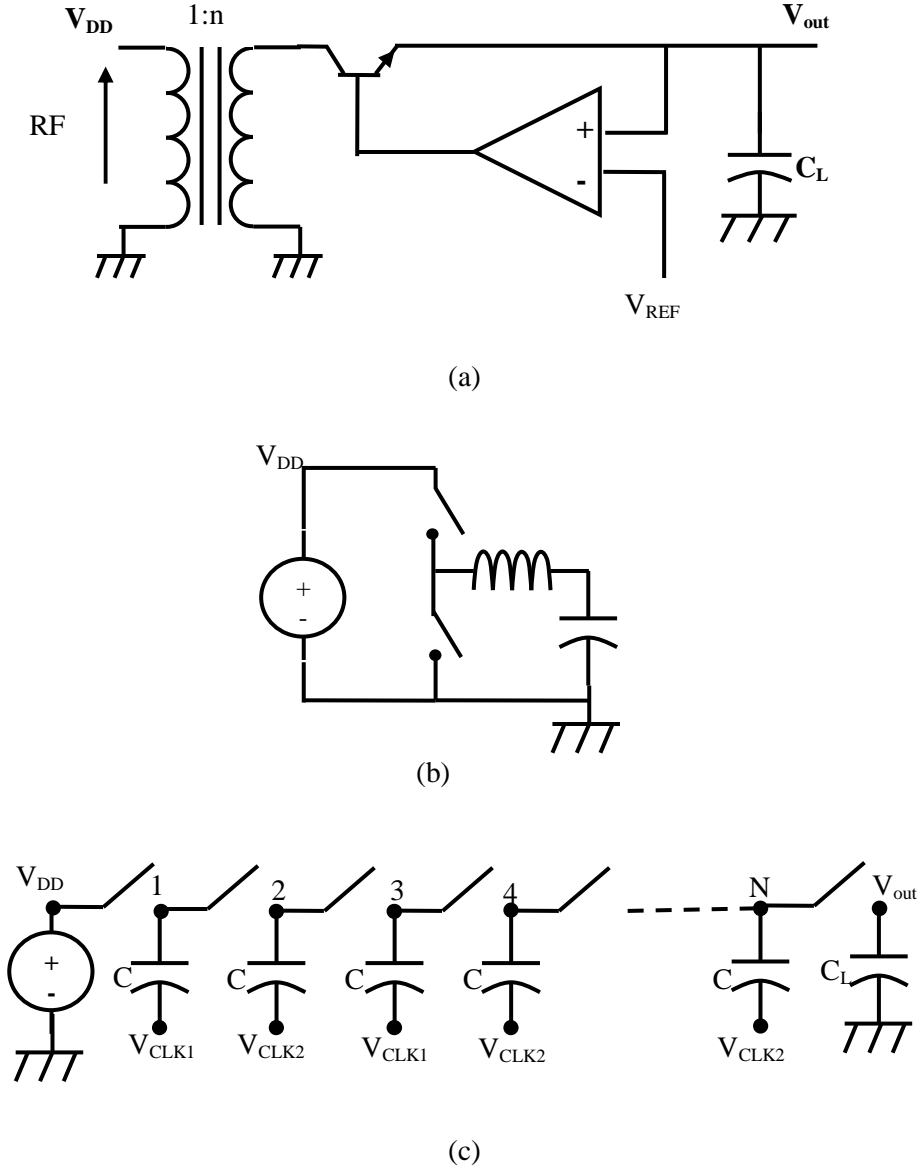 V_DD 1:n V_out
RF
+
-
C_L
V_REF
(a)
V_DD
+
-
(b)
V_DD 1 2 3 4 N V_out
+
-
C C C C C C_L
V_CLK1 V_CLK2 V_CLK1 V_CLK2 V_CLK2
(c)